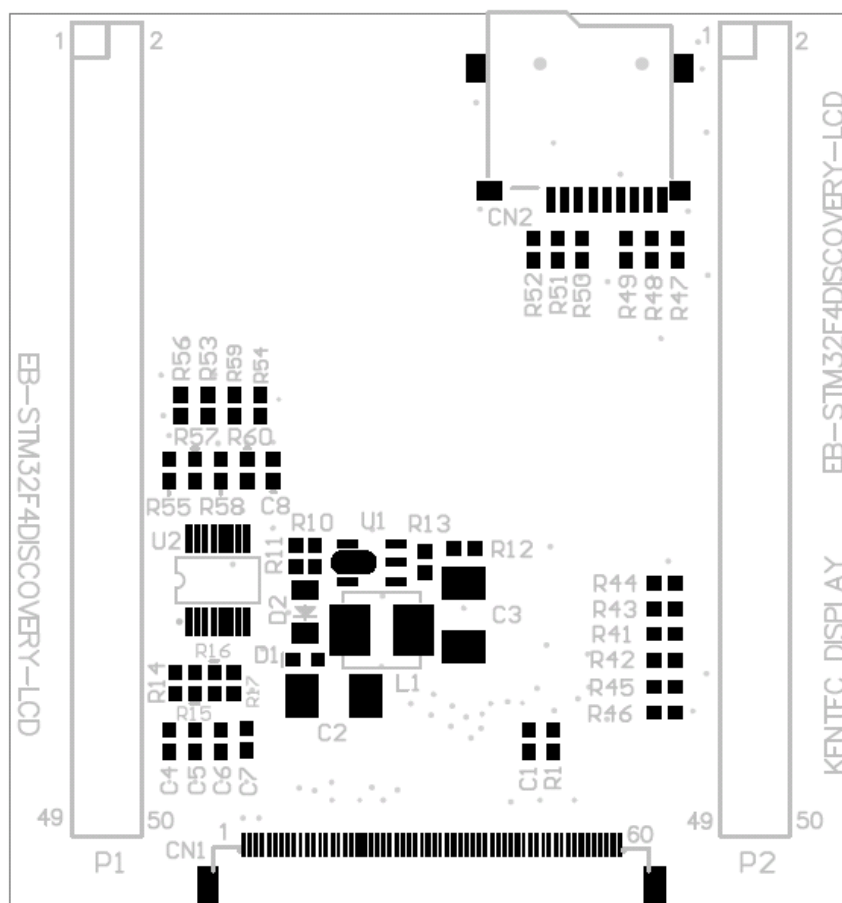 1 2
1 2
CN2
R52 R51 R50 R49 R48 R47
EB-STM32F4DISCOVERY-LCD
R56 R53 R59 R54
R57 R60
R55 R58 C8
EB-STM32F4DISCOVERY-LCD
U2
R10 U1 R13
R11
R12
D2
C3
R44
R43
R41
R42
R45
R46
KENTEC DISPLAY
R16
D1
R14
R17
R15
L1
C2
C4 C5 C6 C7
C1 R1
49 50
1
60
49 50
CN1
P1
P2